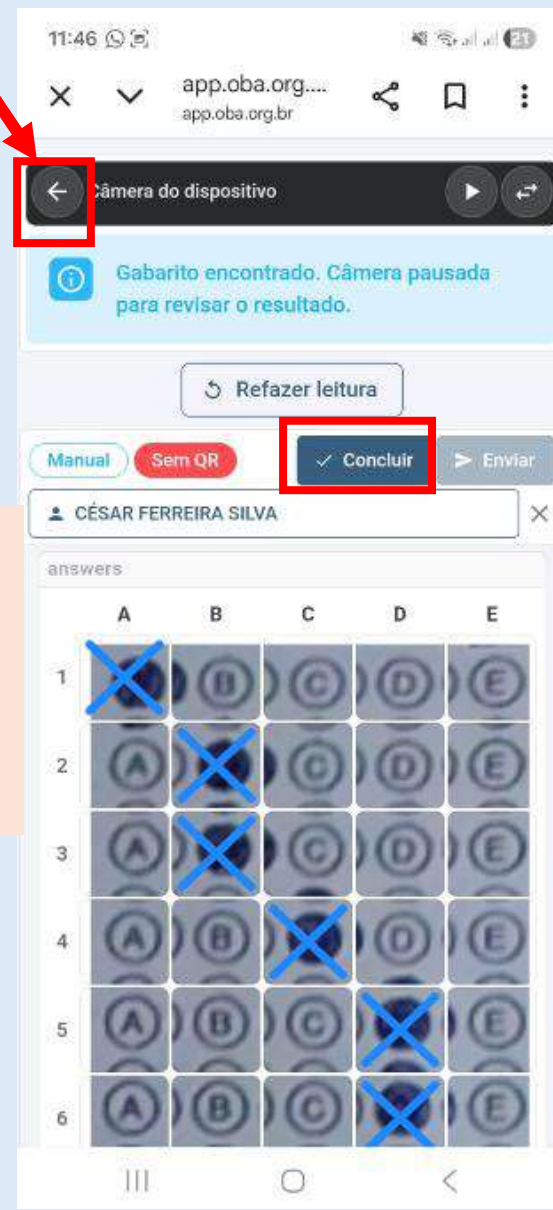 11:46
21
app.oba.org....
app.oba.org.br
Câmera do dispositivo
Gabarito encontrado. Câmera pausada
para revisar o resultado.
Refazer leitura
Manual Sem QR Concluir Enviar
CÉSAR FERREIRA SILVA
answers
A B C D E
1 B C D E
2 A C D E
3 A C D E
4 A B D E
5 A B C E
6 A B C E